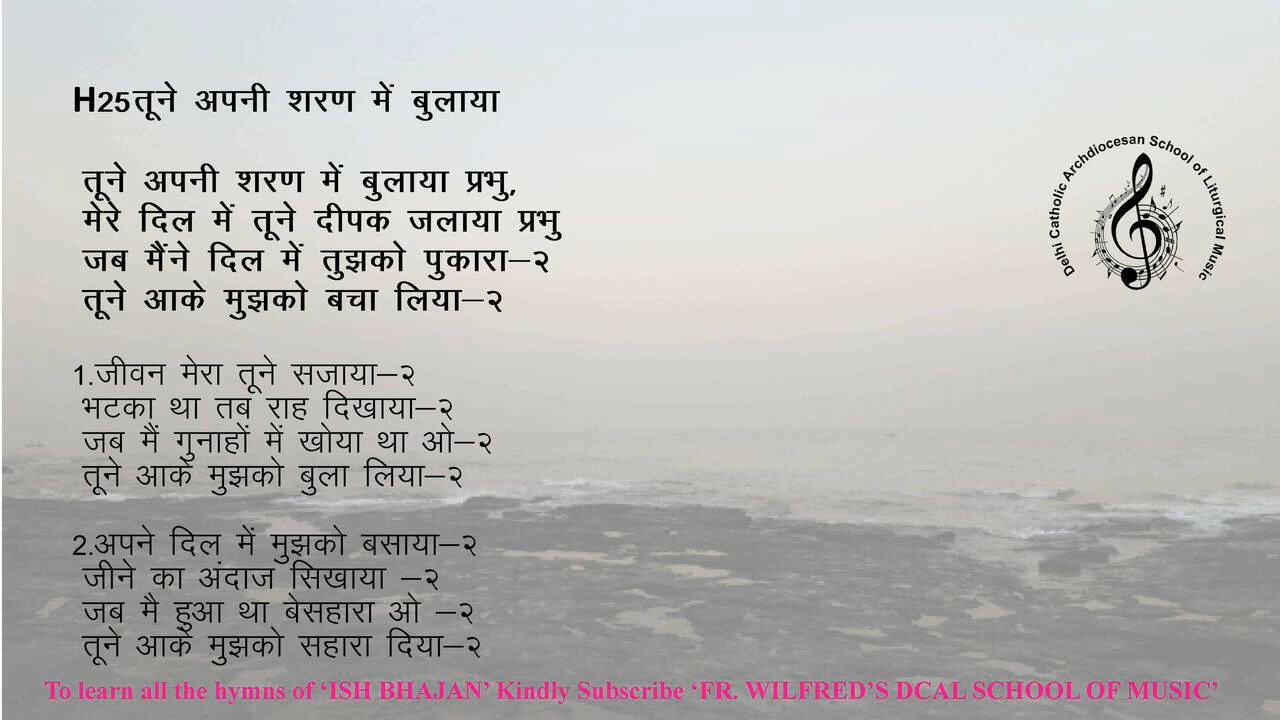 H25तूने अपनी शरण में बुलाया
तूने अपनी शरण में बुलाया प्रभु,
मेरे दिल में तूने दीपक जलाया प्रभु
जब मैंने दिल में तुझको पुकारा–२
तूने आके मुझको बचा लिया–२
1.जीवन मेरा तूने सजाया–२
भटका था तब राह दिखाया–२
जब मैं गुनाहों में खोया था ओ–२
तूने आके मुझको बुला लिया–२
2.अपने दिल में मुझको बसाया–२
जीने का अंदाज सिखाया –२
जब मै हुआ था बेसहारा ओ –२
तूने आके मुझको सहारा दिया–२
Delhi Catholic Archdiocesan School of Liturgical Music
To learn all the hymns of ‘ISH BHAJAN’ Kindly Subscribe ‘FR. WILFRED’S DCAL SCHOOL OF MUSIC’